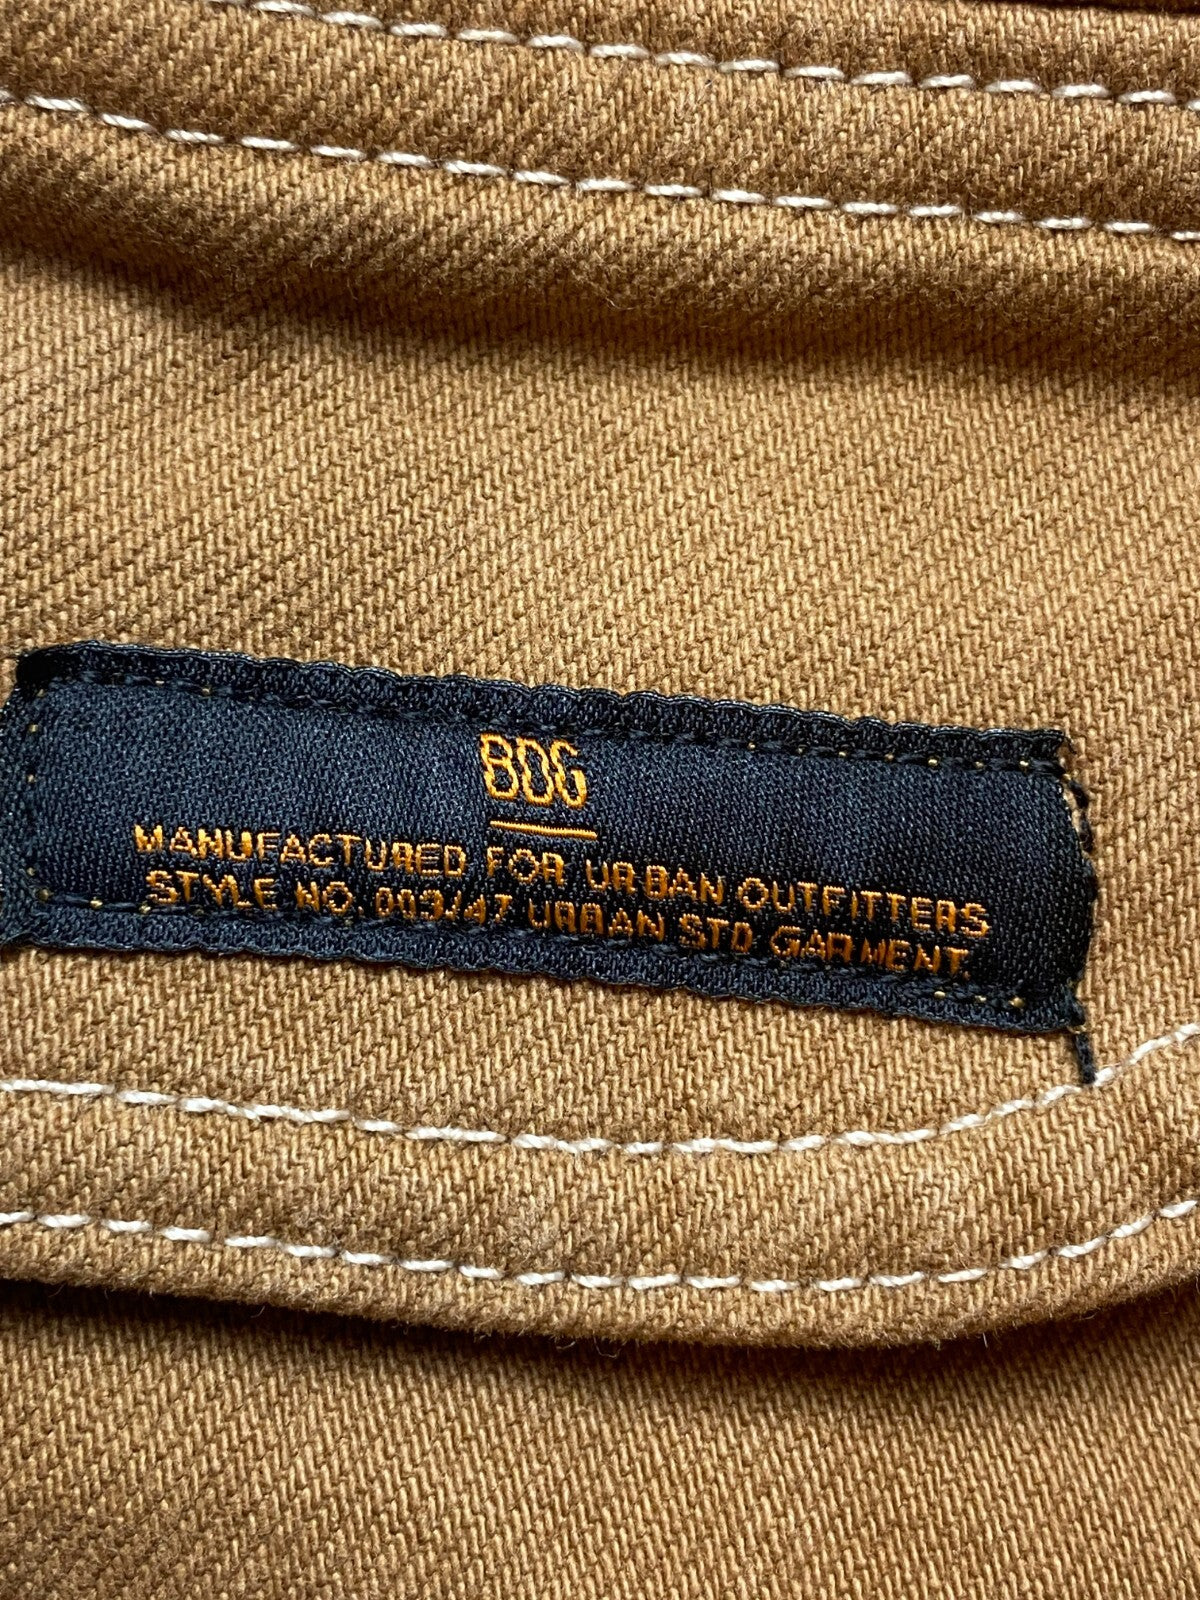 BDG
MANUFACTURED FOR URBAN OUTFITTERS
STYLE NO. 003/47 URBAN STD GARMENT.